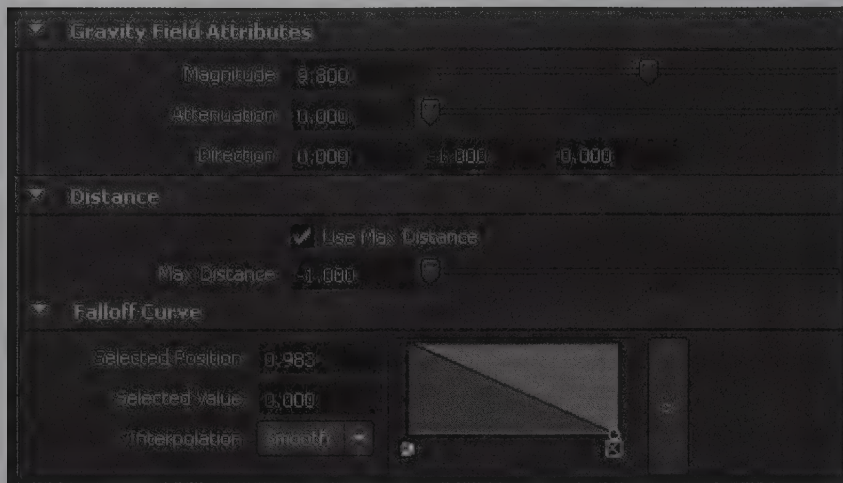 Gravity Field Attributes
Magnitude 9.800
Attenuation 0.000
Direction 0.000 -1.000 0.000
Distance
Use Max Distance
Max Distance -1.000
Falloff Curve
Selected Position 0.983
Selected Value 0.000
Interpolation Smooth